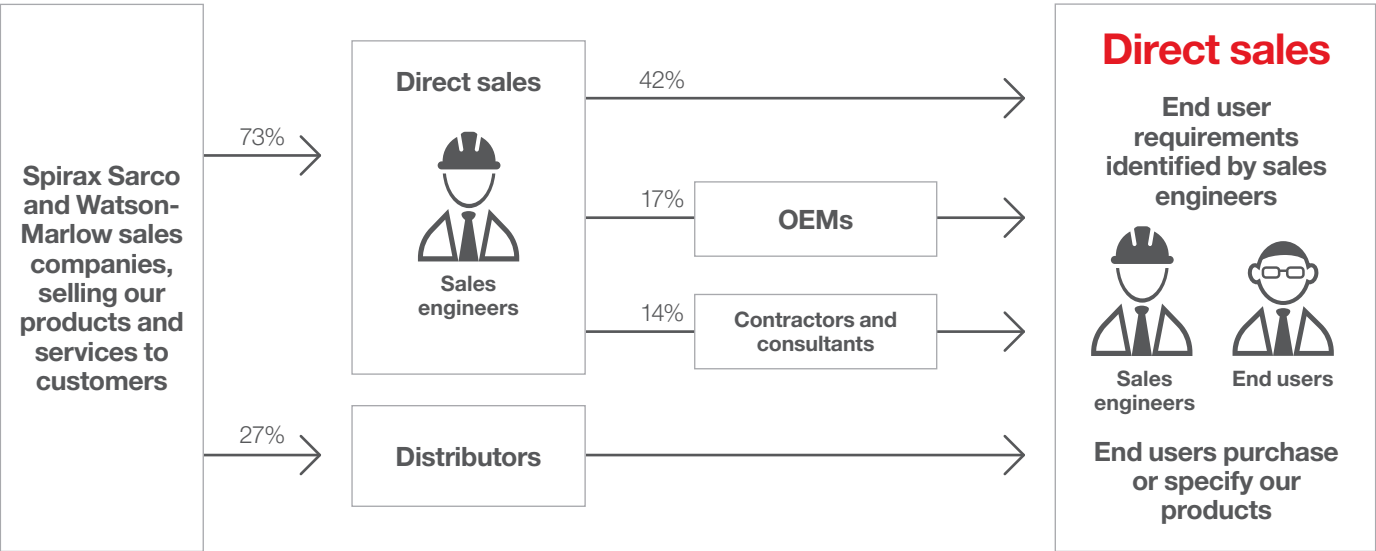 Spirax Sarco
and Watson-
Marlow sales
companies,
selling our
products and
services to
customers
73%
27%
Direct sales
Sales
engineers
Distributors
42%
17%
OEMs
14%
Contractors and
consultants
Direct sales
End user
requirements
identified by sales
engineers
Sales
engineers
End users
End users purchase
or specify our
products